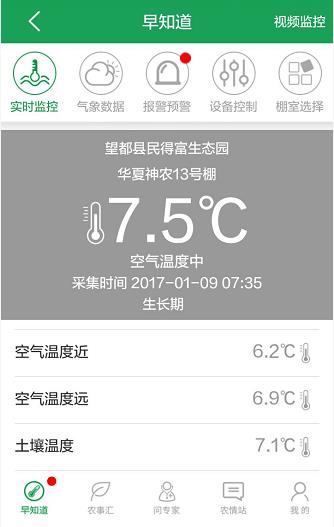 早知道
视频监控
实时监控 气象数据 报警预警 设备控制 棚室选择
望都县民得富生态园
华夏神农13号棚
7.5℃
空气温度中
采集时间 2017-01-09 07:35
生长期
空气温度近 6.2℃
空气温度远 6.9℃
土壤温度 7.1℃
早知道 农事汇 问专家 农情站 我的